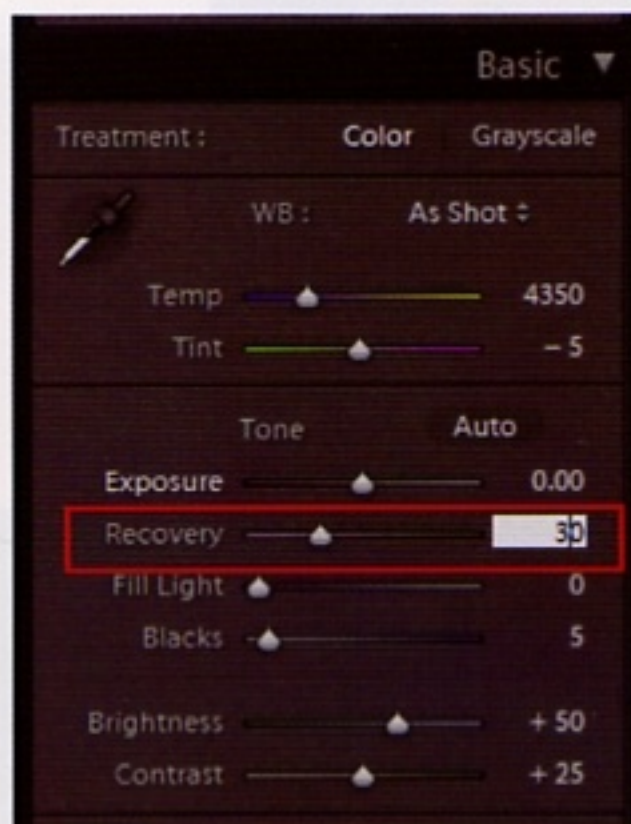 Basic
Treatment : Color Grayscale
WB : As Shot
Temp 4350
Tint – 5
Tone Auto
Exposure 0.00
Recovery 30
Fill Light 0
Blacks 5
Brightness + 50
Contrast + 25